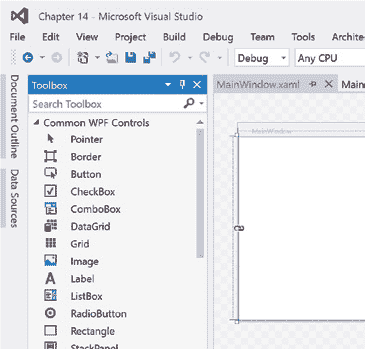 Chapter 14 - Microsoft Visual Studio
File Edit View Project Build Debug Team Tools
Debug Any CPU
Document Outline
Data Sources
Toolbox
Search Toolbox
Common WPF Controls
Pointer
Border
Button
CheckBox
ComboBox
DataGrid
Grid
Image
Label
ListBox
RadioButton
Rectangle
StackPanel
MainWindow.xaml
MainWindow